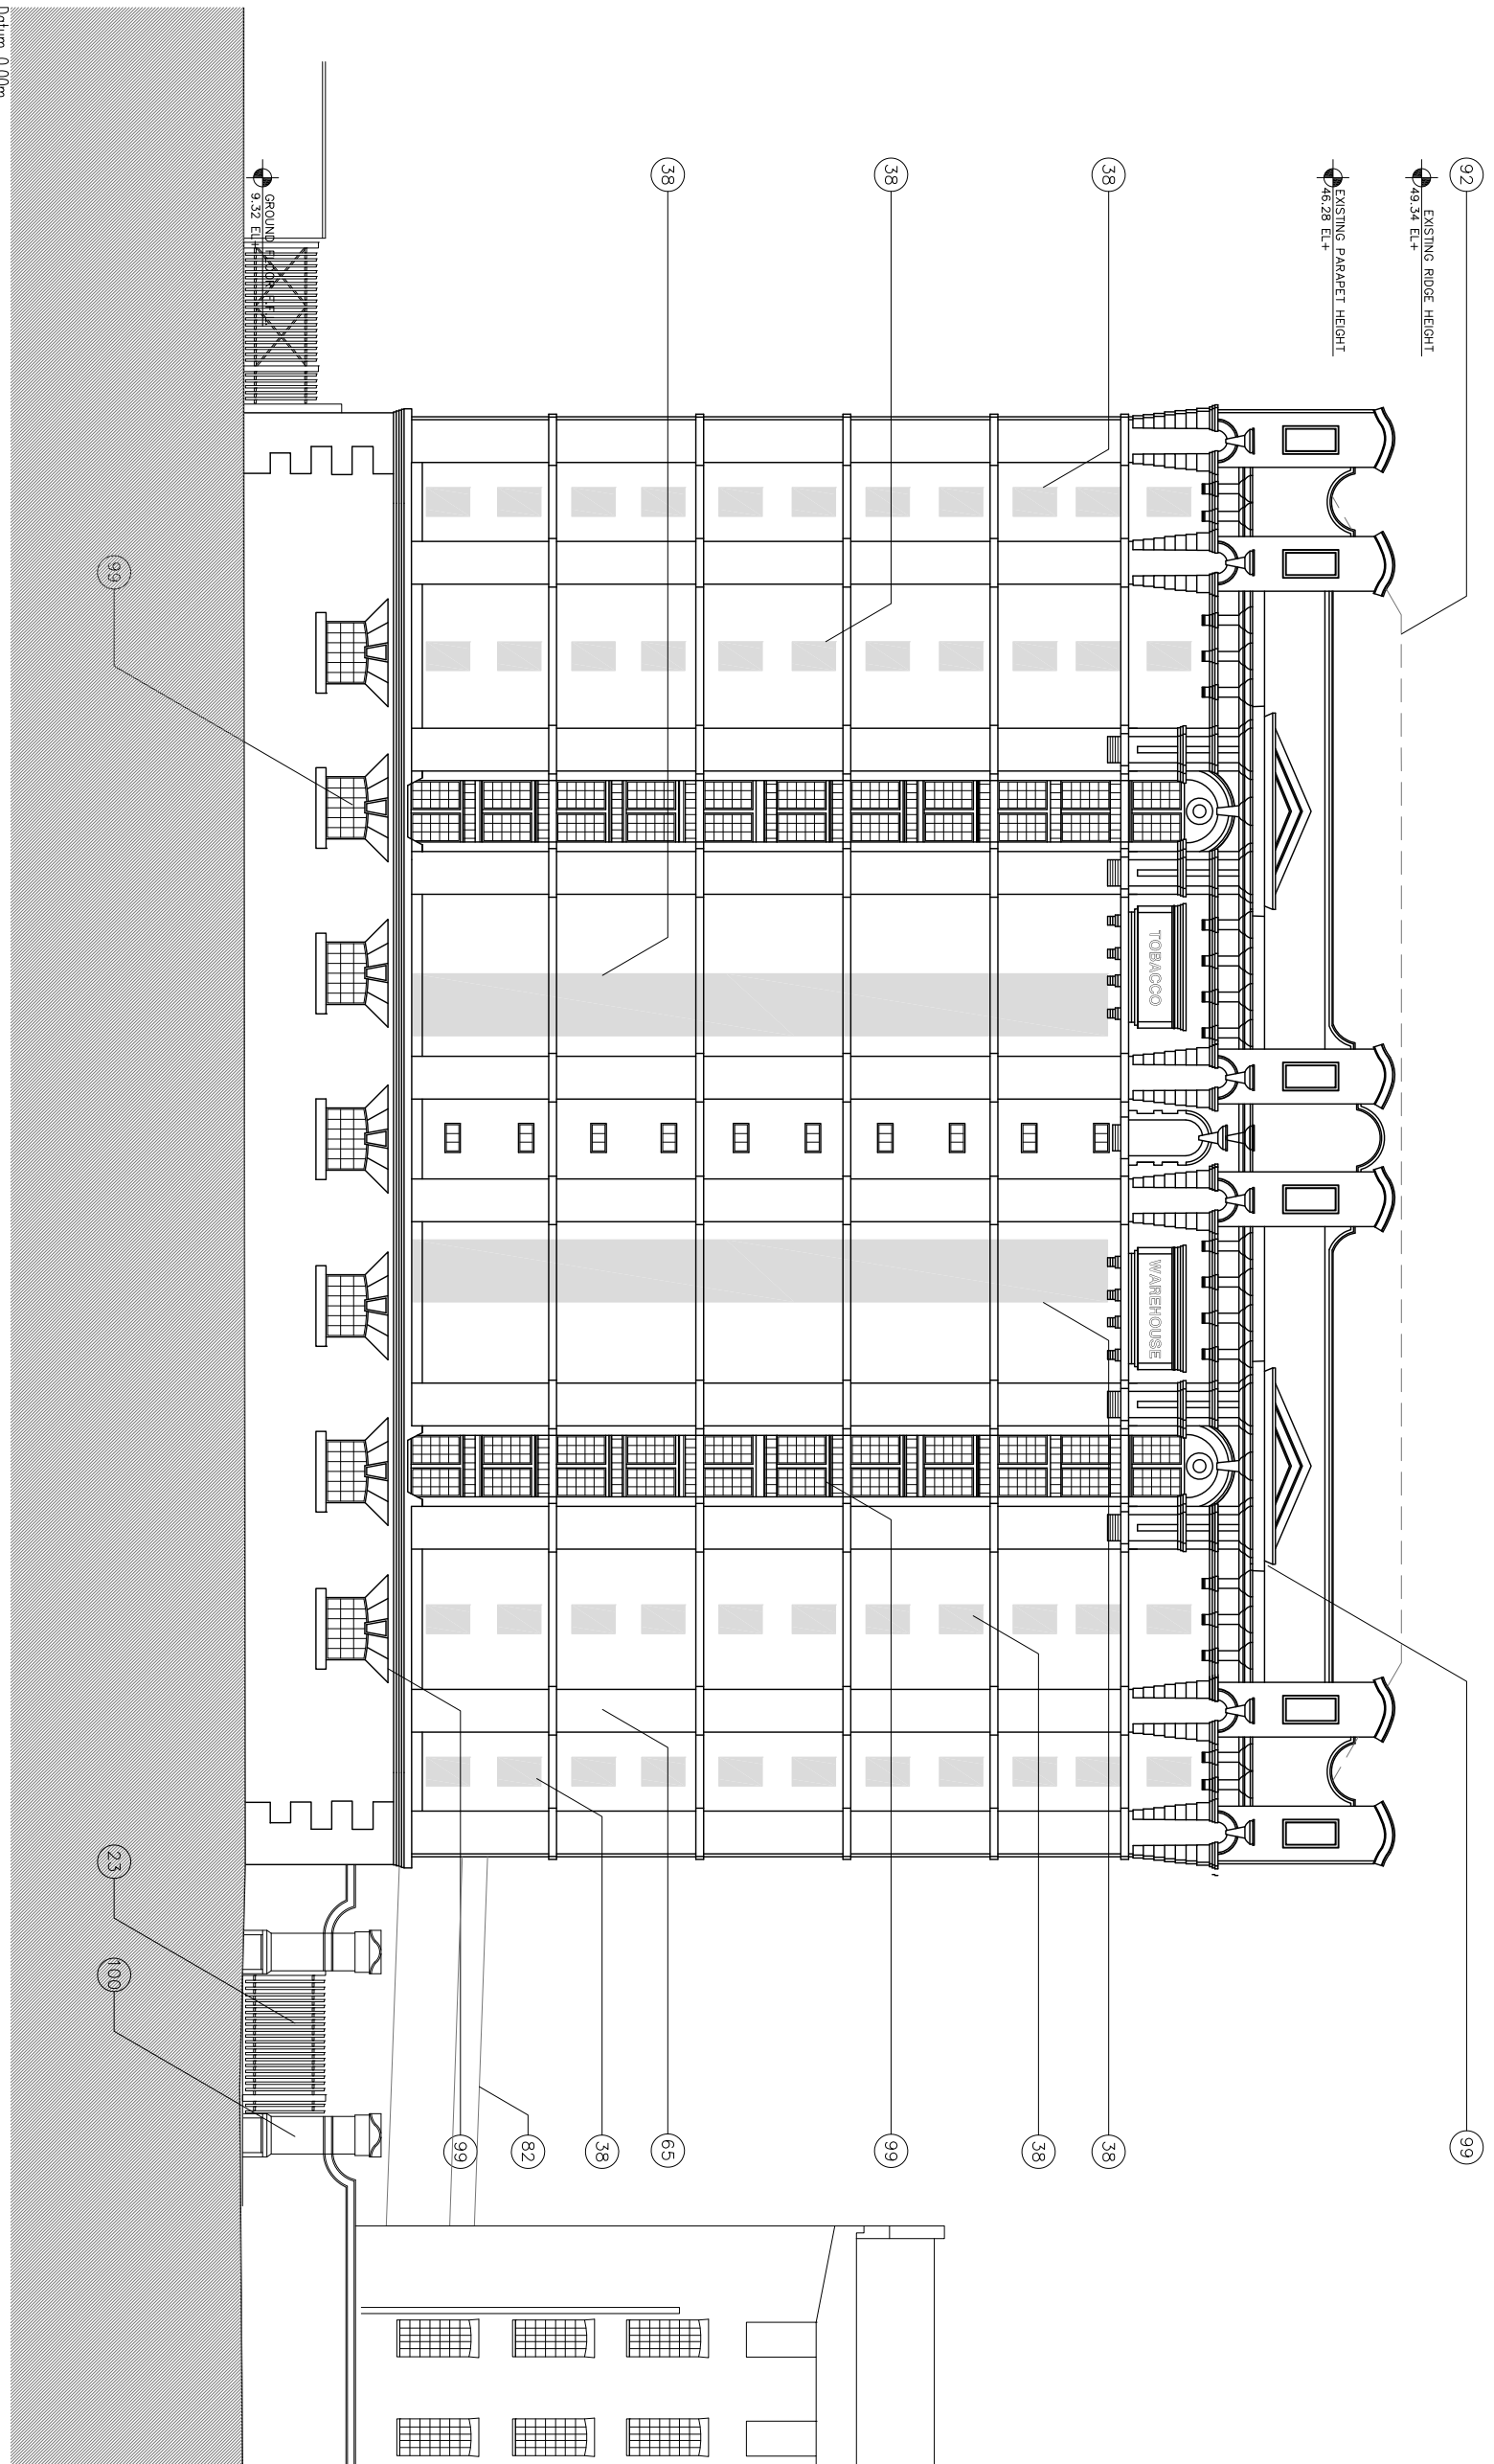 92
99
EXISTING RIDGE HEIGHT
49.34 EL+
EXISTING PARAPET HEIGHT
46.28 EL+
TOBACCO
WAREHOUSE
38
38
38
38
99
38
65
38
82
99
GROUND FLOOR
9.32 EL+
99
23
100
Datum 0.00m